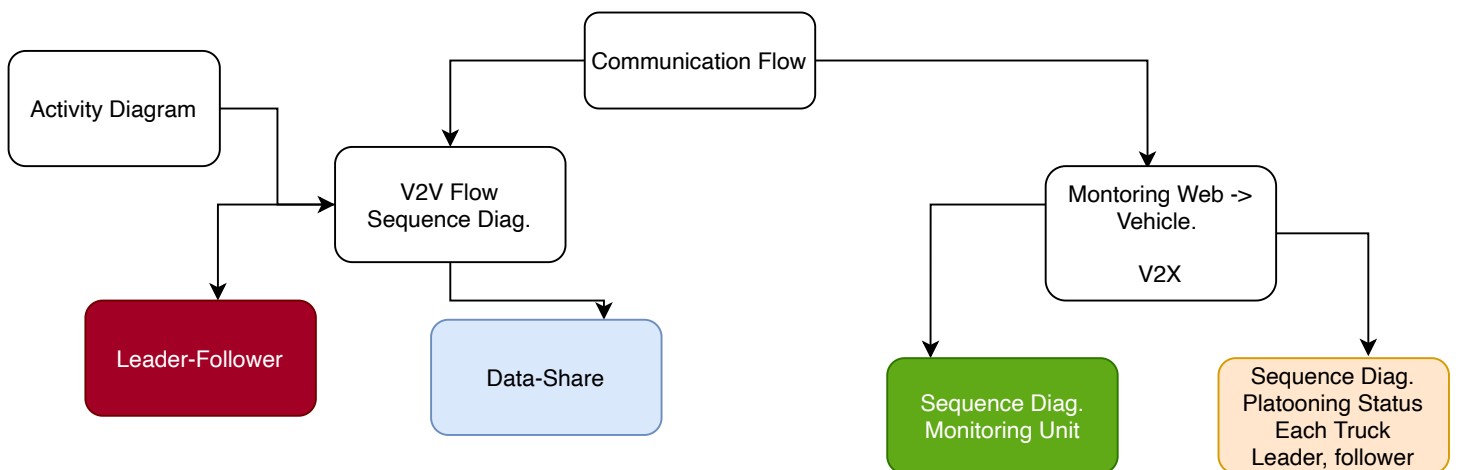 Communication Flow
Activity Diagram
V2V Flow
Sequence Diag.
Montoring Web ->
Vehicle.
V2X
Leader-Follower
Data-Share
Sequence Diag.
Monitoring Unit
Sequence Diag.
Platooning Status
Each Truck
Leader, follower